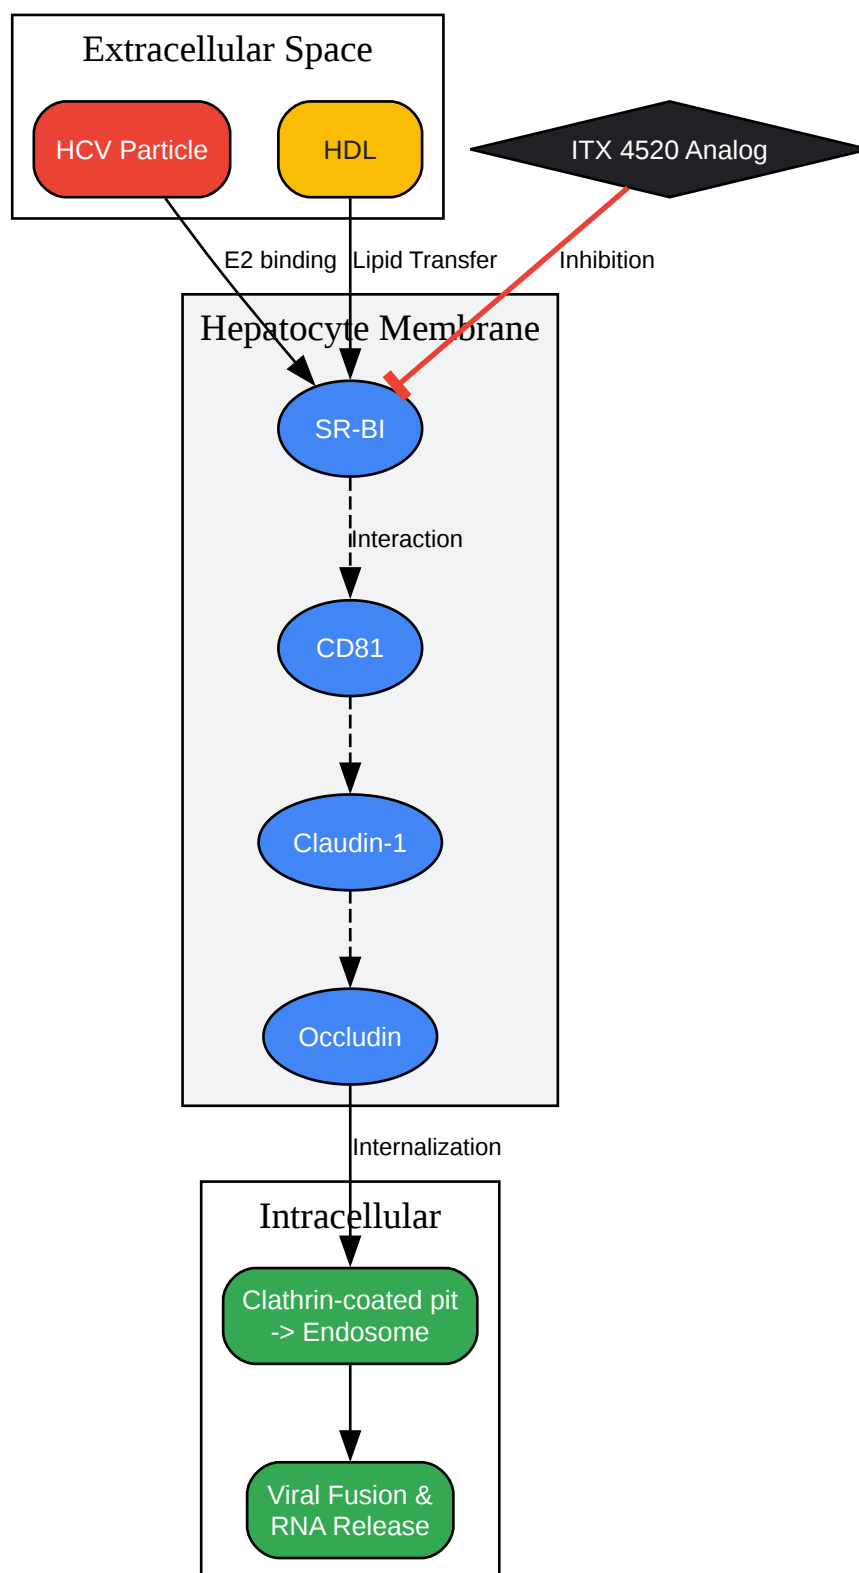 Extracellular Space
HCV Particle
HDL
ITX 4520 Analog
E2 binding
Lipid Transfer
Inhibition
Hepatocyte Membrane
SR-BI
Interaction
CD81
Claudin-1
Occludin
Internalization
Intracellular
Clathrin-coated pit
-> Endosome
Viral Fusion &
RNA Release